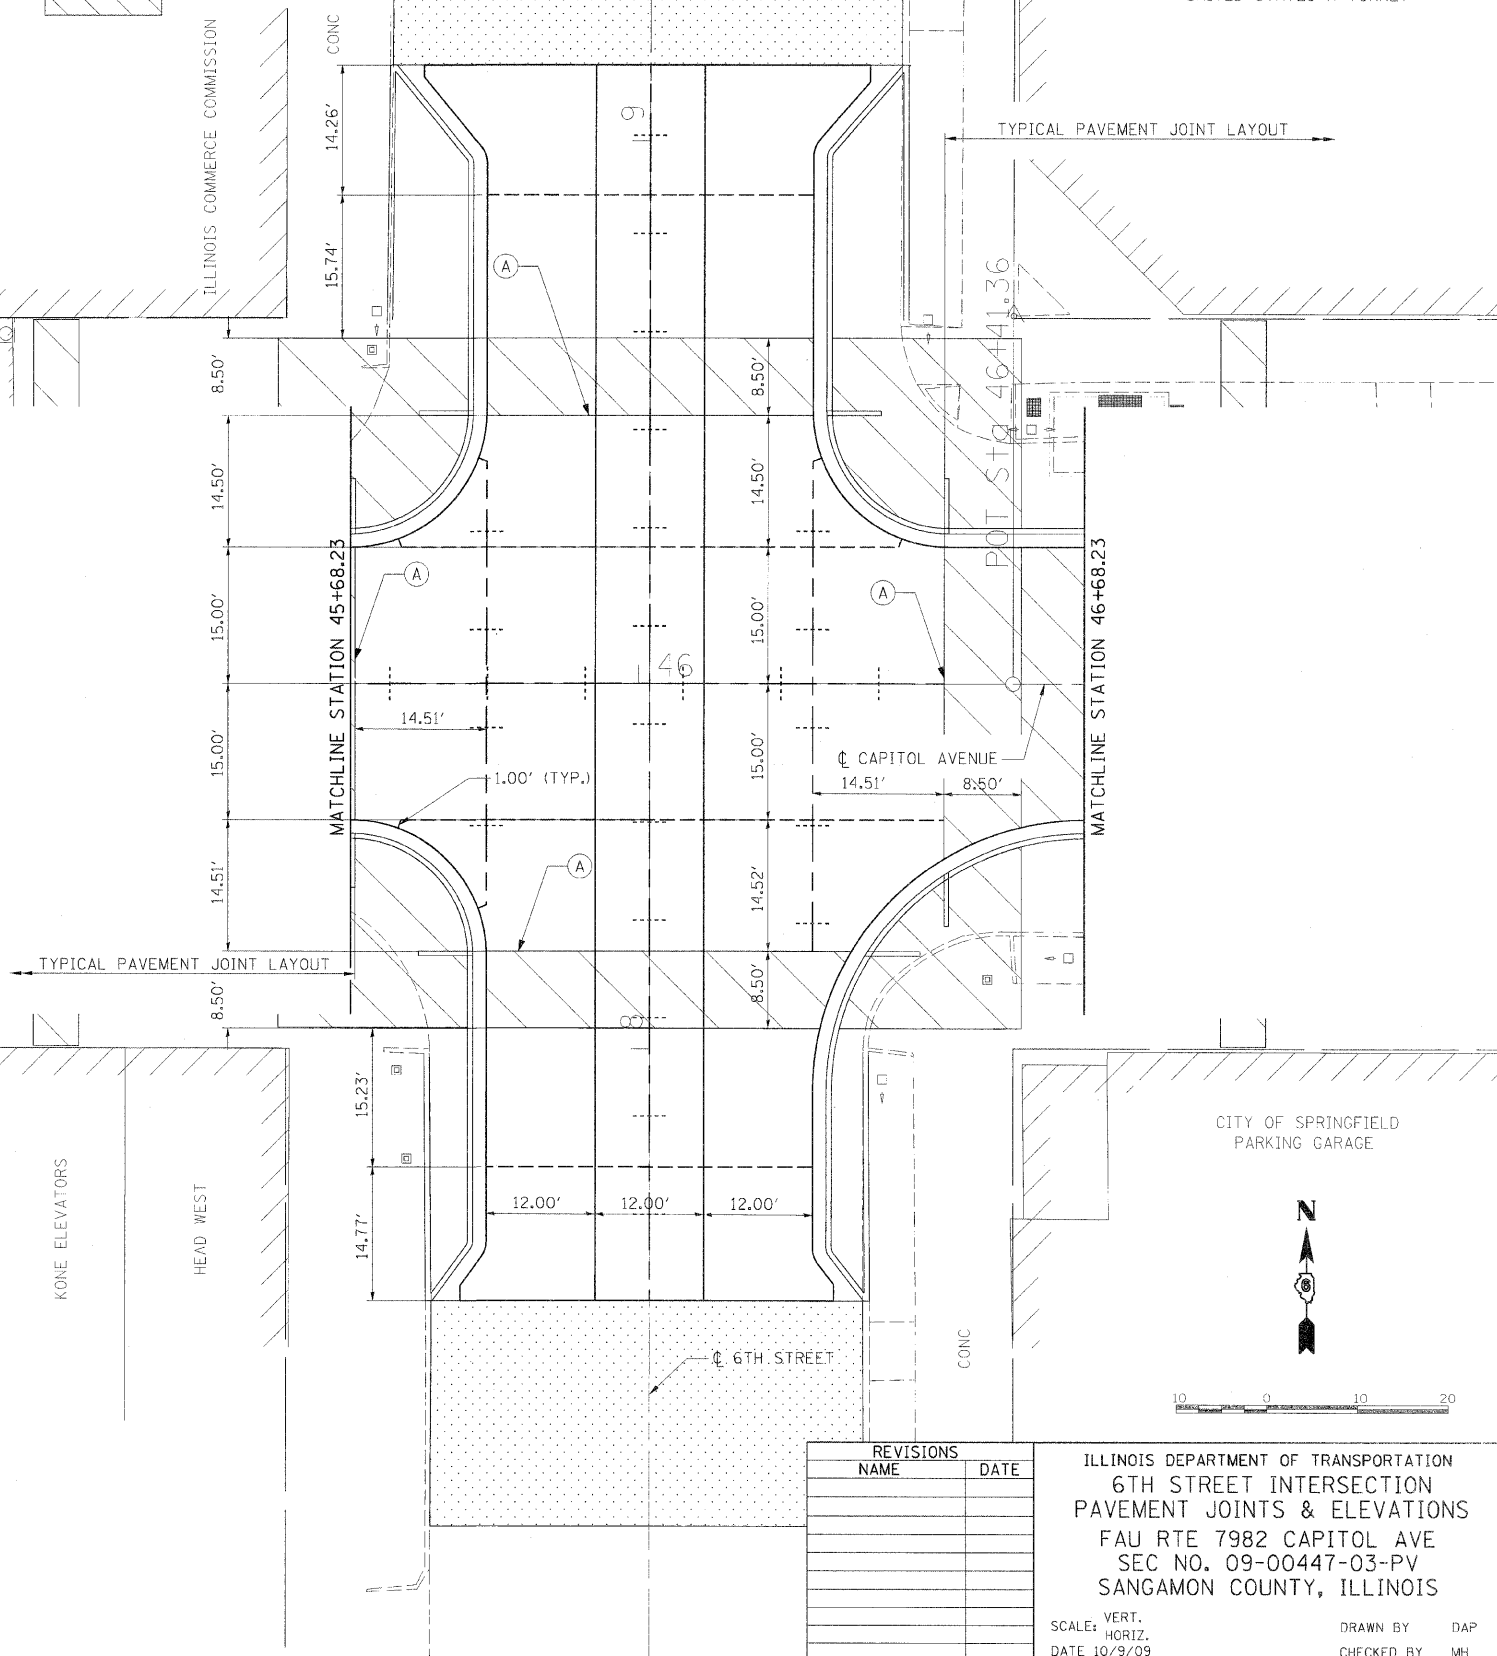 ILLINOIS COMMERCE COMMISSION
CONC
14.26'
15.74'
9
TYPICAL PAVEMENT JOINT LAYOUT
A
POT Sta 46+41.36
8.50'
8.50'
14.50'
14.50'
MATCHLINE STATION 45+68.23
A
A
MATCHLINE STATION 46+68.23
15.00'
15.00'
46
14.51'
15.00'
15.00'
℄ CAPITOL AVENUE
1.00' (TYP.)
14.51'
8.50'
14.51'
A
14.52'
TYPICAL PAVEMENT JOINT LAYOUT
8.50'
8.50'
8
15.23'
14.77'
12.00'
12.00'
12.00'
KONE ELEVATORS
HEAD WEST
CITY OF SPRINGFIELD
PARKING GARAGE
N
6
℄ 6TH STREET
CONC
10 0 10 20
REVISIONS
NAME DATE
ILLINOIS DEPARTMENT OF TRANSPORTATION
6TH STREET INTERSECTION
PAVEMENT JOINTS & ELEVATIONS
FAU RTE 7982 CAPITOL AVE
SEC NO. 09-00447-03-PV
SANGAMON COUNTY, ILLINOIS
SCALE: VERT.
HORIZ.
DATE 10/9/09
DRAWN BY DAP
CHECKED BY MH